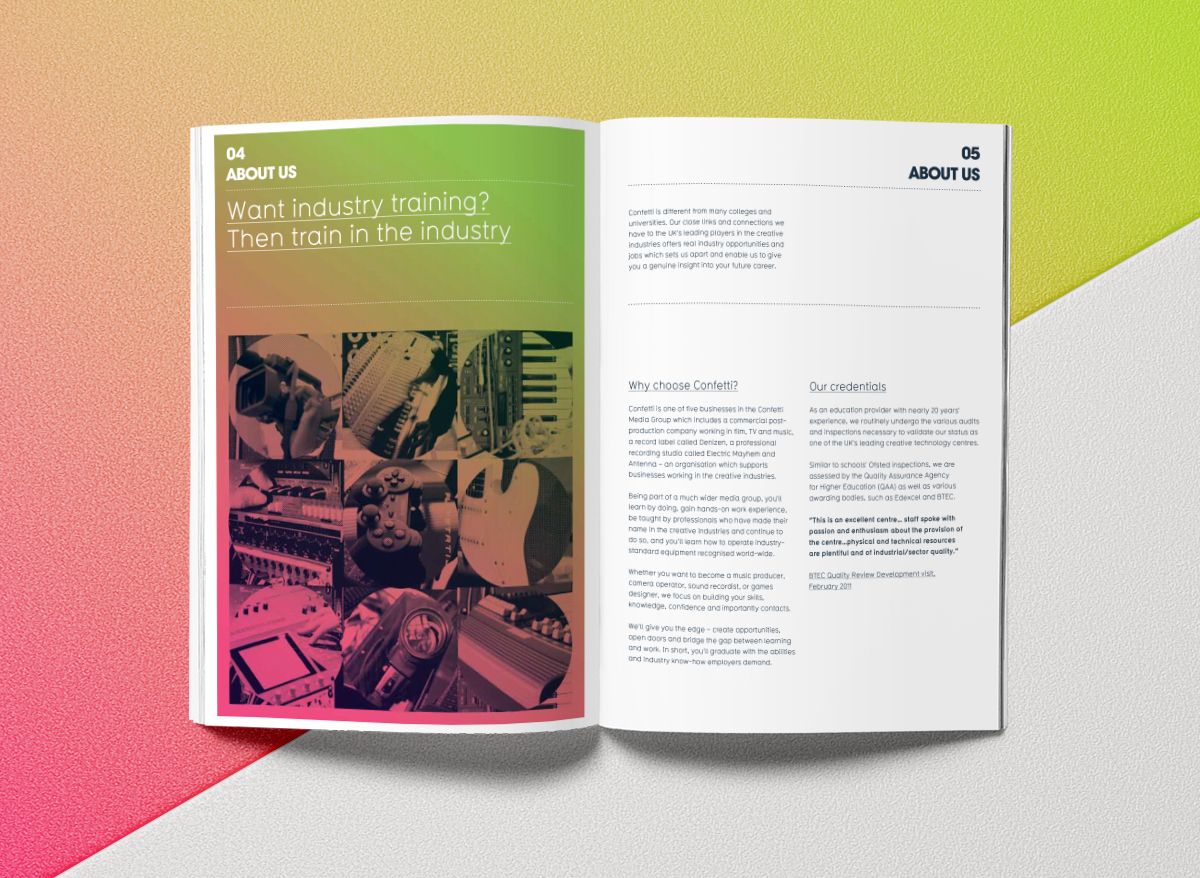 04
ABOUT US
Want industry training?
Then train in the industry
05
ABOUT US
Confetti is different from many colleges and
universities. Our close links and connections we
have to the UK's leading players in the creative
industries offers real industry opportunities and
jobs which sets us apart and enable us to give
you a genuine insight into your future career.
Why choose Confetti?
Confetti is one of five businesses in the Confetti
Media Group which includes a commercial post-
production company working in film, TV and music,
a record label called Denizen, a professional
recording studio called Electric Mayhem and
Antenna – an organisation which supports
businesses working in the creative industries.
Being part of a much wider media group, you'll
learn by doing, gain hands-on work experience,
be taught by professionals who have made their
name in the creative industries and continue to
do so, and you'll learn how to operate industry-
standard equipment recognised world-wide.
Whether you want to become a music producer,
camera operator, sound recordist, or games
designer, we focus on building your skills,
knowledge, confidence and importantly contacts.
We'll give you the edge – create opportunities,
open doors and bridge the gap between learning
and work. In short, you'll graduate with the abilities
and industry know-how employers demand.
Our credentials
As an education provider with nearly 20 years'
experience, we routinely undergo the various audits
and inspections necessary to validate our status as
one of the UK's leading creative technology centres.
Similar to schools' Ofsted inspections, we are
assessed by the Quality Assurance Agency
for Higher Education (QAA) as well as various
awarding bodies, such as Edexcel and BTEC.
"This is an excellent centre... staff spoke with
passion and enthusiasm about the provision of
the centre...physical and technical resources
are plentiful and of industrial/sector quality."
BTEC Quality Review Development visit,
February 2011